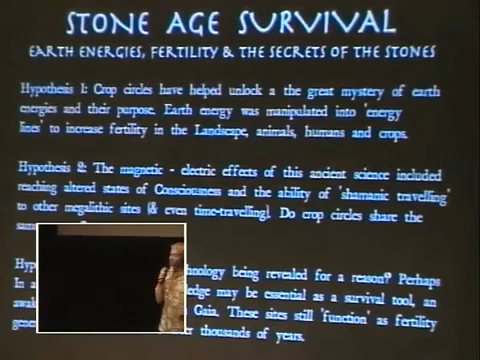 STONE AGE SURVIVAL
EARTH ENERGIES, FERTILITY & THE SECRETS OF THE STONES
Hypothesis 1: Crop circles have helped unlock a the great mystery of earth
energies and their purpose. Earth energy was manipulated into 'energy
lines to increase fertility in the Landscape, animals, humans and crops.
Hypothesis 2: The magnetic - electric effects of this ancient science included
reaching altered states of Consciousness and the ability of 'shamanic travelling'
to other megalithic sites (& even time-travelling). Do crop circles share the
being revealed for a reason? Perhaps
In a may be essential as a survival tool, an
Gaia. These sites still 'function' as fertility
thousands of years.